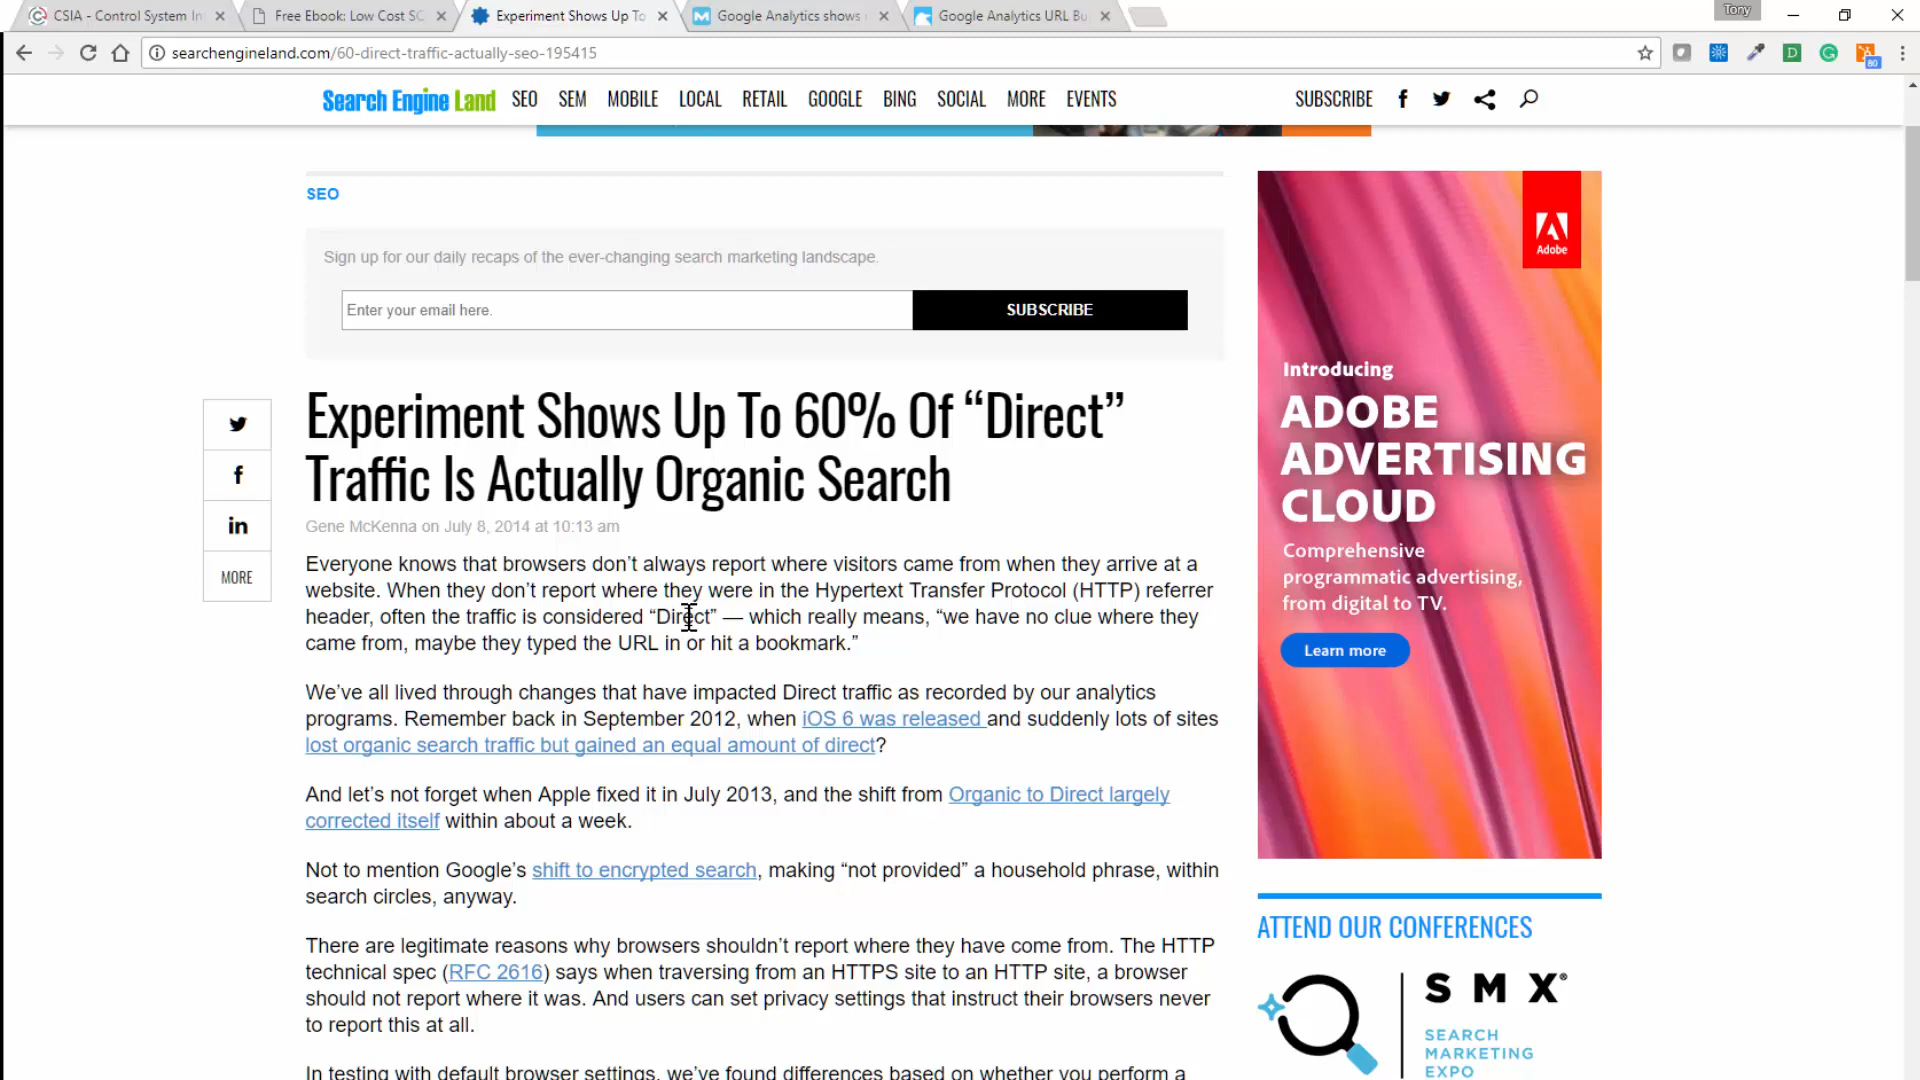 CSIA - Control System In
Free Ebook: Low Cost SC
Experiment Shows Up To
Google Analytics shows
Google Analytics URL Bu
Tony
searchengineland.com/60-direct-traffic-actually-seo-195415
80
Search Engine Land
SEO SEM MOBILE LOCAL RETAIL GOOGLE BING SOCIAL MORE EVENTS
SUBSCRIBE
SEO
Sign up for our daily recaps of the ever-changing search marketing landscape.
Enter your email here.
SUBSCRIBE
Experiment Shows Up To 60% Of “Direct”
Traffic Is Actually Organic Search
Gene McKenna on July 8, 2014 at 10:13 am
MORE
Everyone knows that browsers don’t always report where visitors came from when they arrive at a
website. When they don’t report where they were in the Hypertext Transfer Protocol (HTTP) referrer
header, often the traffic is considered “Direct” — which really means, “we have no clue where they
came from, maybe they typed the URL in or hit a bookmark.”
We’ve all lived through changes that have impacted Direct traffic as recorded by our analytics
programs. Remember back in September 2012, when iOS 6 was released and suddenly lots of sites
lost organic search traffic but gained an equal amount of direct?
And let’s not forget when Apple fixed it in July 2013, and the shift from Organic to Direct largely
corrected itself within about a week.
Not to mention Google’s shift to encrypted search, making “not provided” a household phrase, within
search circles, anyway.
There are legitimate reasons why browsers shouldn’t report where they have come from. The HTTP
technical spec (RFC 2616) says when traversing from an HTTPS site to an HTTP site, a browser
should not report where it was. And users can set privacy settings that instruct their browsers never
to report this at all.
In testing with default browser settings, we’ve found differences based on whether you perform a
Adobe
Introducing
ADOBE
ADVERTISING
CLOUD
Comprehensive
programmatic advertising,
from digital to TV.
Learn more
ATTEND OUR CONFERENCES
SMX
SEARCH
MARKETING
EXPO